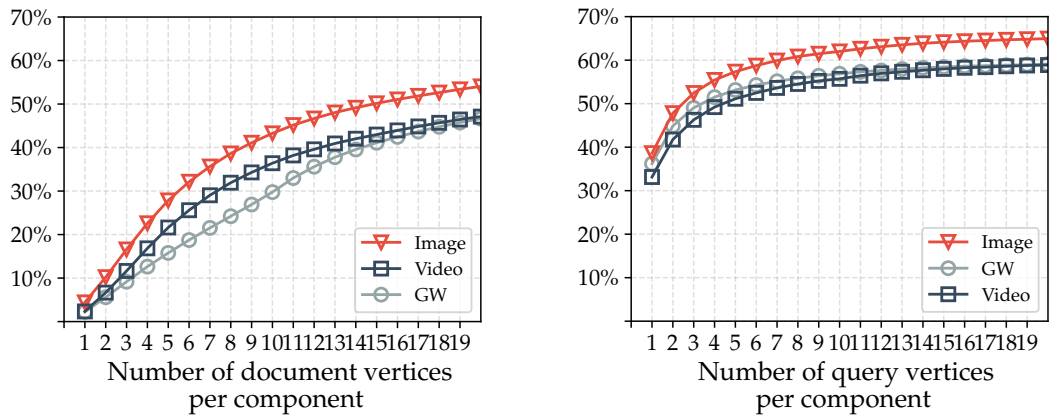 70%
60%
50%
40%
30%
20%
10%
1 2 3 4 5 6 7 8 9 10 11 12 13 14 15 16 17 18 19
Image
Video
GW
Number of document vertices
per component
70%
60%
50%
40%
30%
20%
10%
1 2 3 4 5 6 7 8 9 10 11 12 13 14 15 16 17 18 19
Image
GW
Video
Number of query vertices
per component